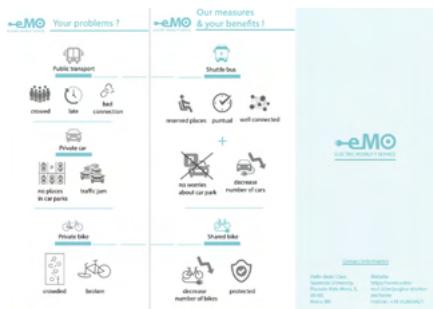 eMO Your problems ?
Public transport
crowed
late
bad
connection
Private car
no places
in car parks
traffic jam
Private bike
crowded
broken
eMO Our measures
& your benefits !
Shuttle bus
reserved places
puntual
well connected
+
no worries
about car park
decrease
number of cars
Shared bike
decrease
number of bikes
protected
eMO
ELECTRIC MOBILITY SERVICE
Contact Information